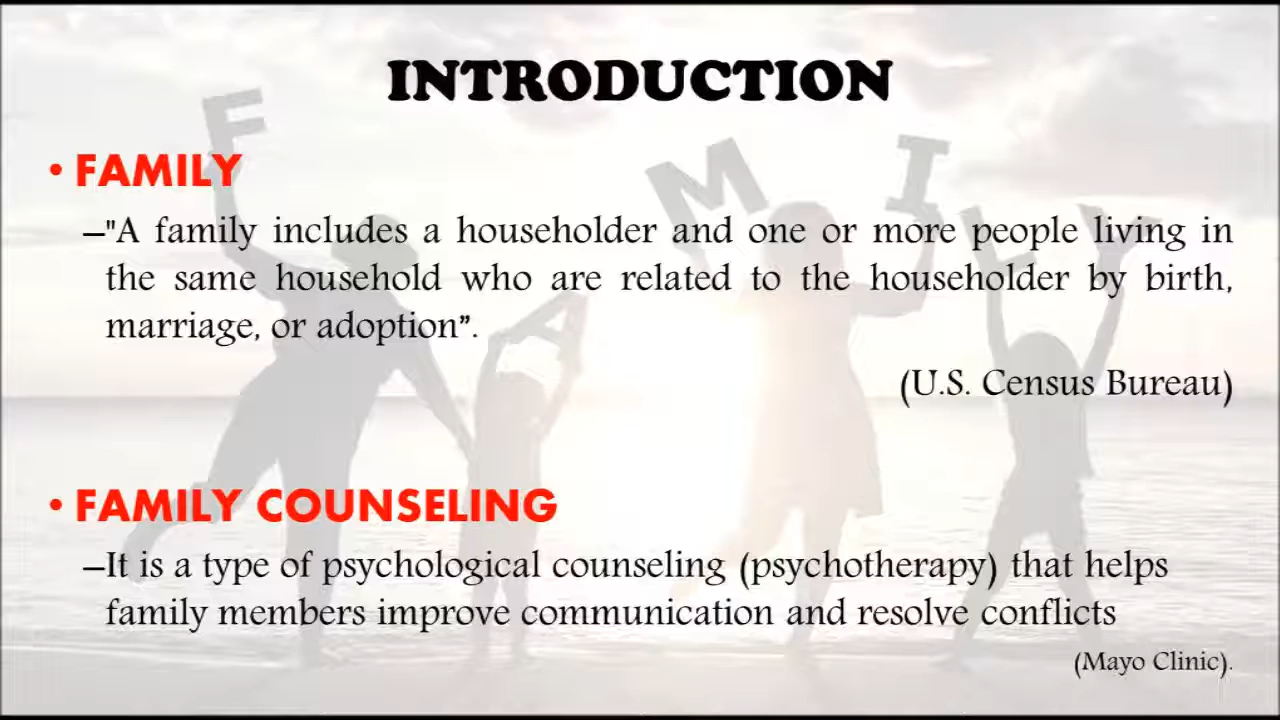 INTRODUCTION
• FAMILY
–"A family includes a householder and one or more people living in
the same household who are related to the householder by birth,
marriage, or adoption”.
(U.S. Census Bureau)
• FAMILY COUNSELING
–It is a type of psychological counseling (psychotherapy) that helps
family members improve communication and resolve conflicts
(Mayo Clinic).
F A M I L Y